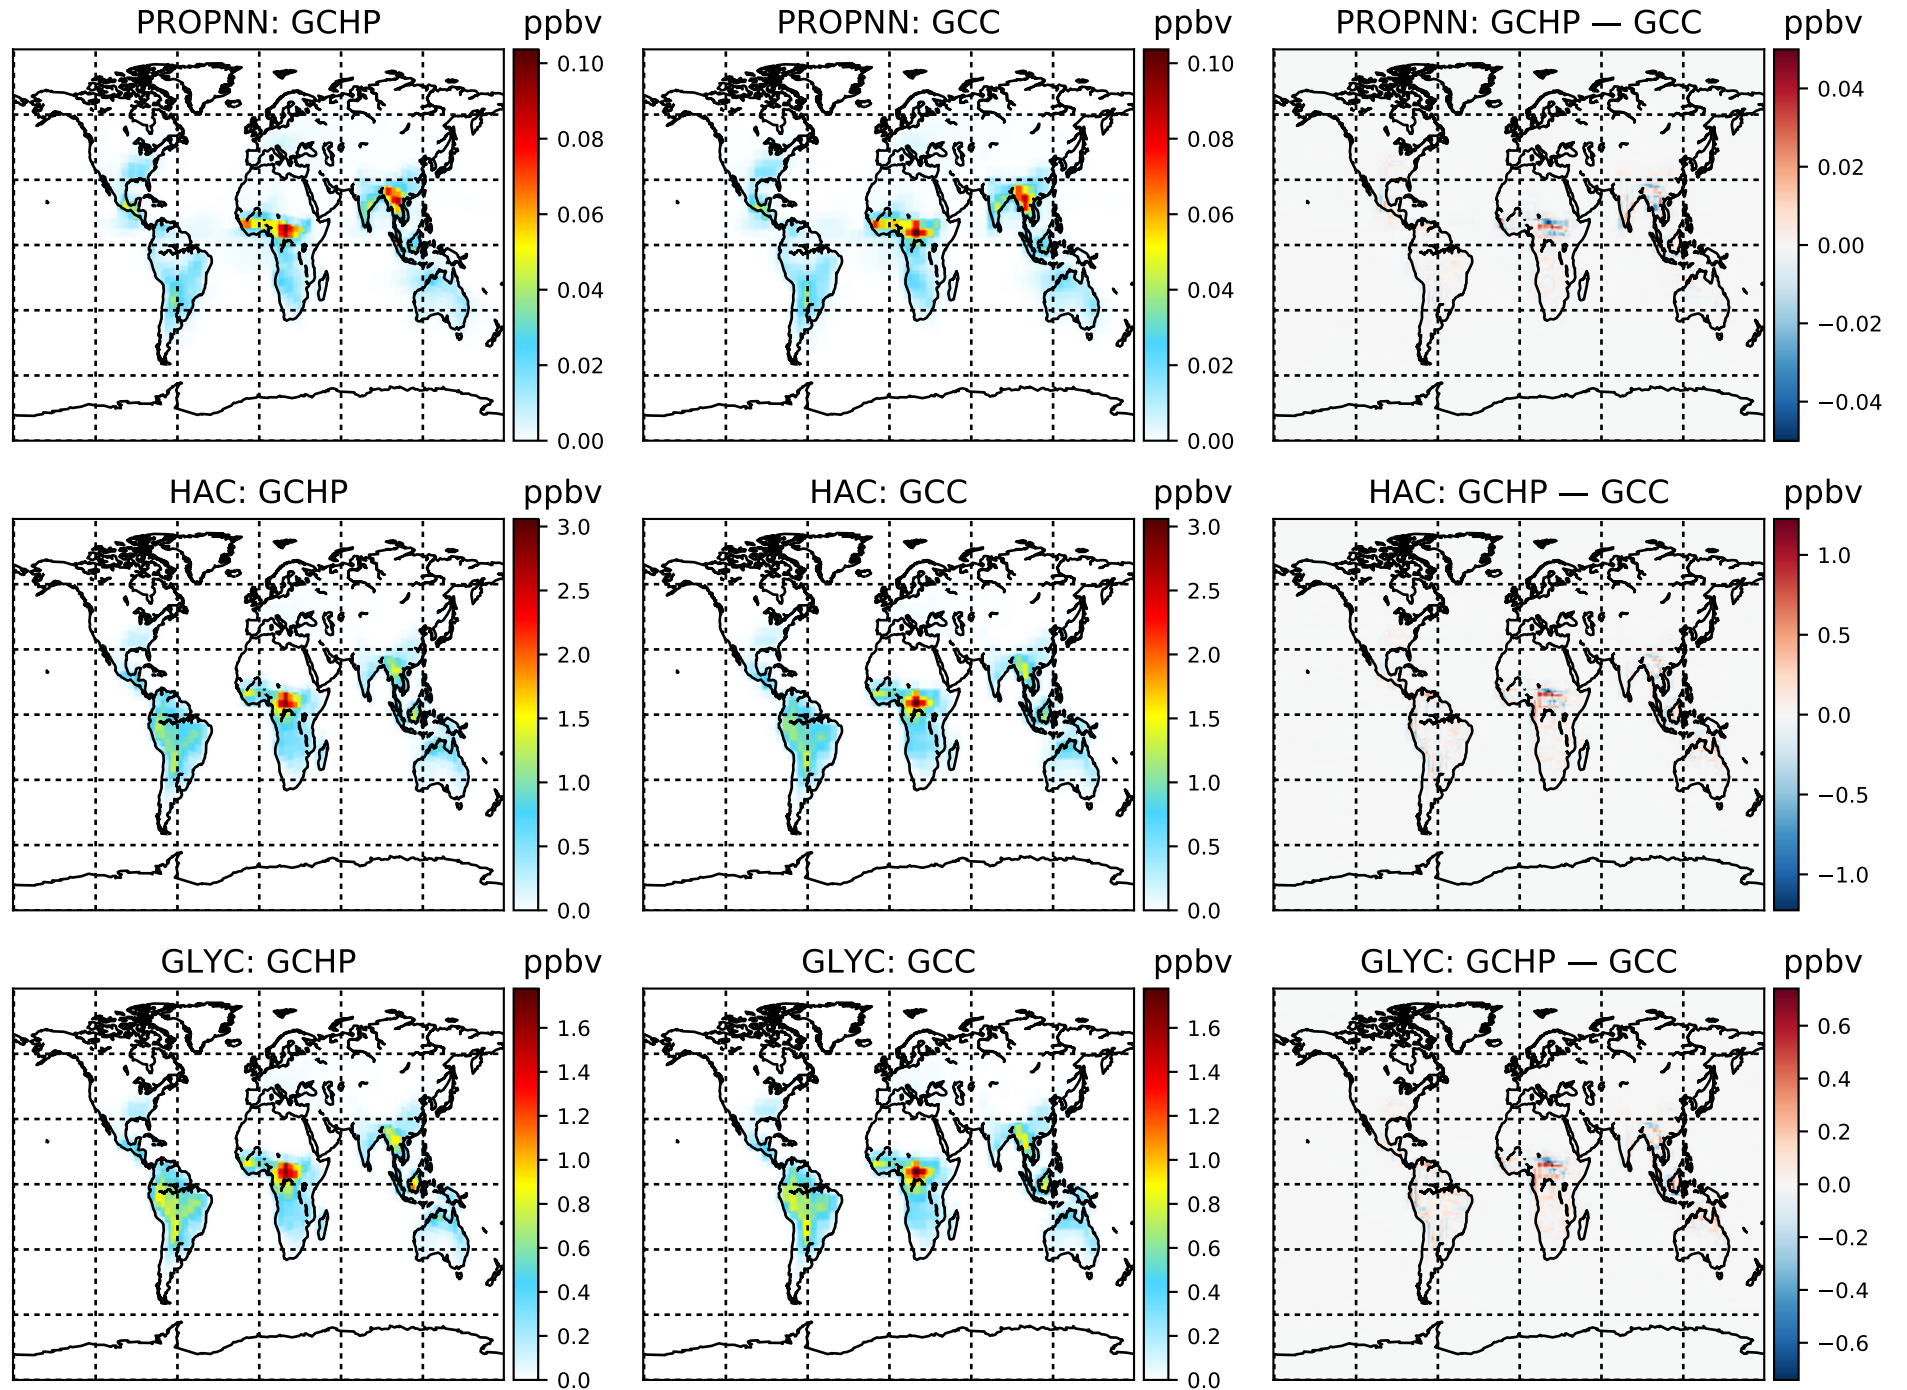 PROPNN: GCHP ppbv PROPNN: GCC ppbv PROPNN: GCHP — GCC ppbv
0.10 0.10 0.04
0.08 0.08 0.02
0.06 0.06 0.00
0.04 0.04 −0.02
0.02 0.02 −0.04
0.00 0.00
HAC: GCHP ppbv HAC: GCC ppbv HAC: GCHP — GCC ppbv
3.0 3.0 1.0
2.5 2.5 0.5
2.0 2.0 0.0
1.5 1.5 −0.5
1.0 1.0 −1.0
0.5 0.5
0.0 0.0
GLYC: GCHP ppbv GLYC: GCC ppbv GLYC: GCHP — GCC ppbv
1.6 1.6 0.6
1.4 1.4 0.4
1.2 1.2 0.2
1.0 1.0 0.0
0.8 0.8 −0.2
0.6 0.6 −0.4
0.4 0.4 −0.6
0.2 0.2
0.0 0.0